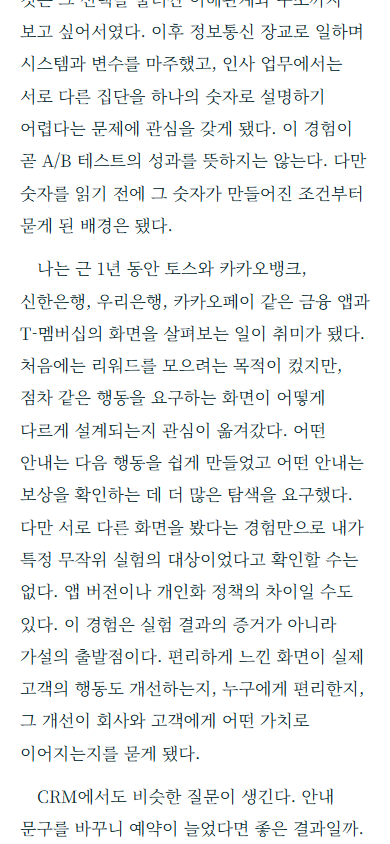 보고 싶어서였다. 이후 정보통신 장교로 일하며
시스템과 변수를 마주했고, 인사 업무에서는
서로 다른 집단을 하나의 숫자로 설명하기
어렵다는 문제에 관심을 갖게 됐다. 이 경험이
곧 A/B 테스트의 성과를 뜻하지는 않는다. 다만
숫자를 읽기 전에 그 숫자가 만들어진 조건부터
묻게 된 배경은 됐다.
나는 근 1년 동안 토스와 카카오뱅크,
신한은행, 우리은행, 카카오페이 같은 금융 앱과
T-멤버십의 화면을 살펴보는 일이 취미가 됐다.
처음에는 리워드를 모으려는 목적이 컸지만,
점차 같은 행동을 요구하는 화면이 어떻게
다르게 설계되는지 관심이 옮겨갔다. 어떤
안내는 다음 행동을 쉽게 만들었고 어떤 안내는
보상을 확인하는 데 더 많은 탐색을 요구했다.
다만 서로 다른 화면을 봤다는 경험만으로 내가
특정 무작위 실험의 대상이었다고 확인할 수는
없다. 앱 버전이나 개인화 정책의 차이일 수도
있다. 이 경험은 실험 결과의 증거가 아니라
가설의 출발점이다. 편리하게 느낀 화면이 실제
고객의 행동도 개선하는지, 누구에게 편리한지,
그 개선이 회사와 고객에게 어떤 가치로
이어지는지를 묻게 됐다.
CRM에서도 비슷한 질문이 생긴다. 안내
문구를 바꾸니 예약이 늘었다면 좋은 결과일까.